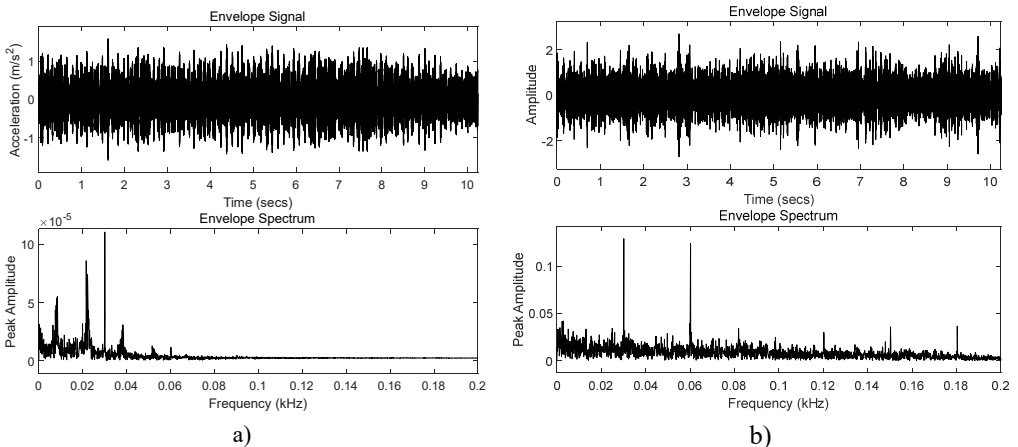 Envelope Signal
Acceleration (m/s²)
1
0
-1
0 1 2 3 4 5 6 7 8 9 10
Time (secs)
Envelope Spectrum
× 10⁻⁵
Peak Amplitude
10
5
0
0 0.02 0.04 0.06 0.08 0.1 0.12 0.14 0.16 0.18 0.2
Frequency (kHz)
a)
Envelope Signal
Amplitude
2
0
-2
0 1 2 3 4 5 6 7 8 9 10
Time (secs)
Envelope Spectrum
Peak Amplitude
0.1
0.05
0
0 0.02 0.04 0.06 0.08 0.1 0.12 0.14 0.16 0.18 0.2
Frequency (kHz)
b)